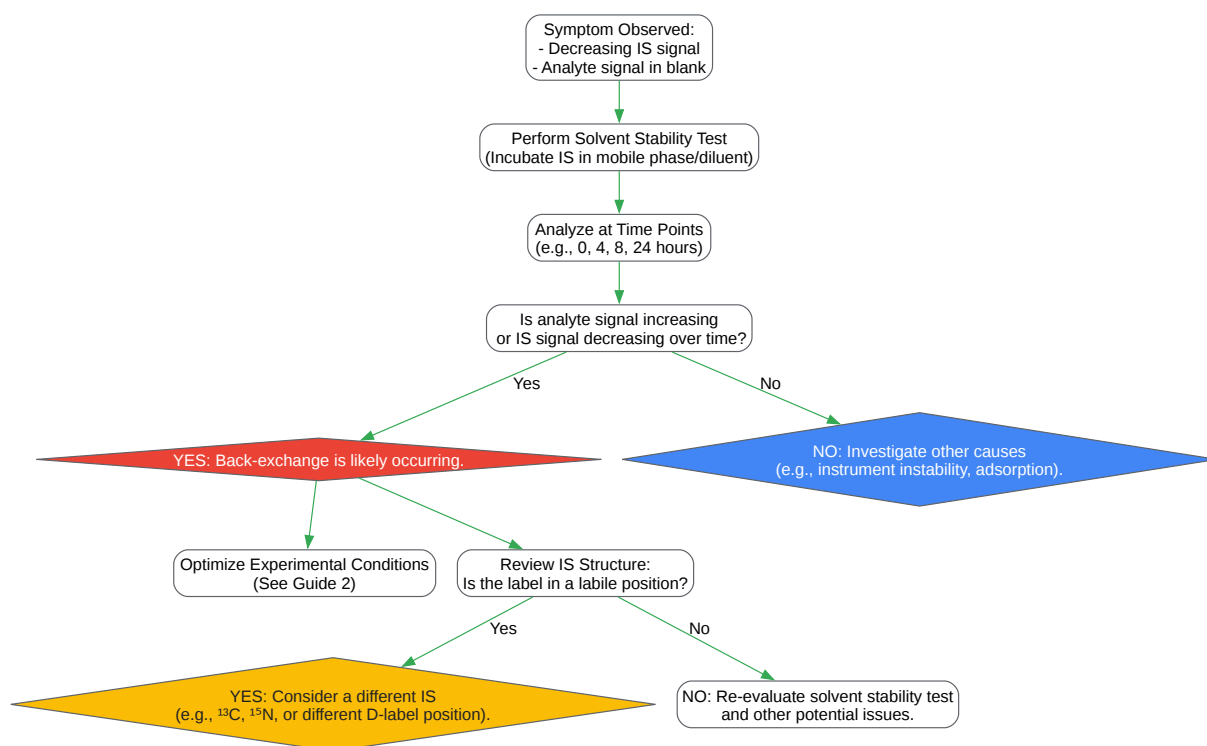 Symptom Observed:
- Decreasing IS signal
- Analyte signal in blank
Perform Solvent Stability Test
(Incubate IS in mobile phase/diluent)
Analyze at Time Points
(e.g., 0, 4, 8, 24 hours)
Is analyte signal increasing
or IS signal decreasing over time?
Yes
No
YES: Back-exchange is likely occurring.
NO: Investigate other causes
(e.g., instrument instability, adsorption).
Optimize Experimental Conditions
(See Guide 2)
Review IS Structure:
Is the label in a labile position?
Yes
No
YES: Consider a different IS
(e.g., ¹³C, ¹⁵N, or different D-label position).
NO: Re-evaluate solvent stability test
and other potential issues.